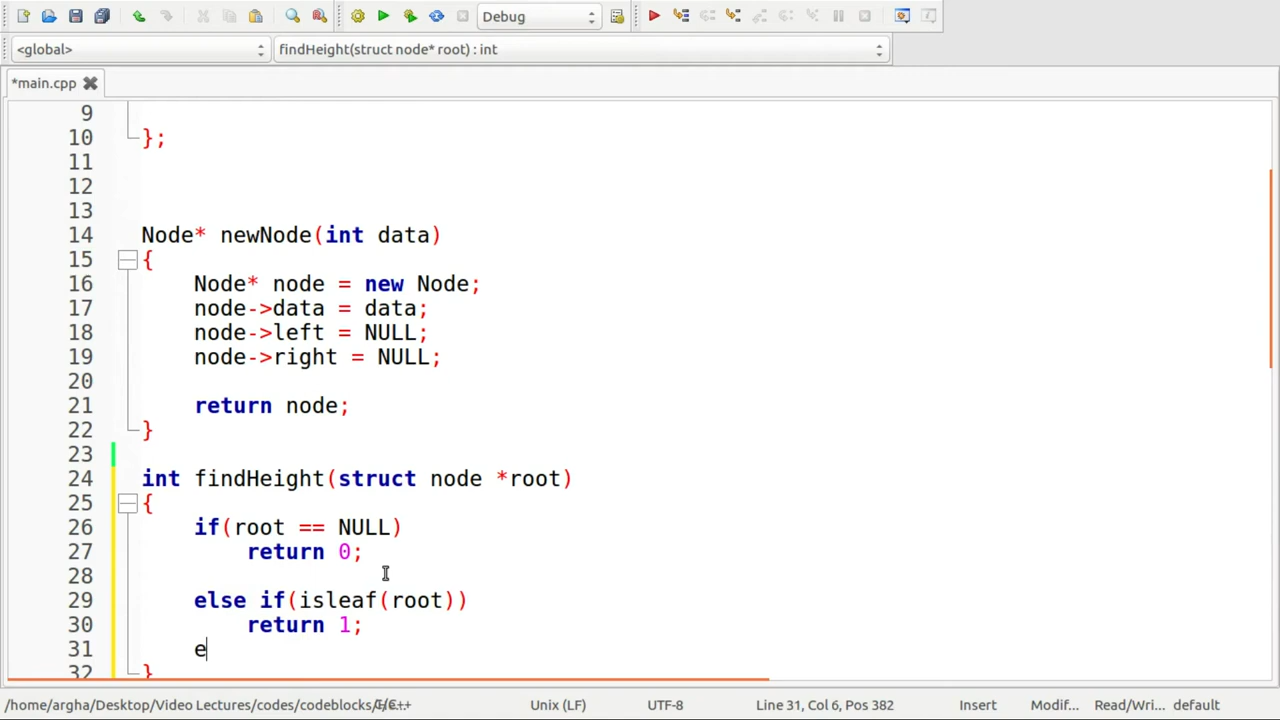 Debug
<global>
findHeight(struct node* root) : int
*main.cpp
9
10 };
11
12
13
14 Node* newNode(int data)
15 {
16 Node* node = new Node;
17 node->data = data;
18 node->left = NULL;
19 node->right = NULL;
20
21 return node;
22 }
23
24 int findHeight(struct node *root)
25 {
26 if(root == NULL)
27 return 0;
28
29 else if(isleaf(root))
30 return 1;
31 e
32 }
/home/argha/Desktop/Video Lectures/codes/codeblocks/ C/C++ Unix (LF) UTF-8 Line 31, Col 6, Pos 382 Insert Modif... Read/Wri... default